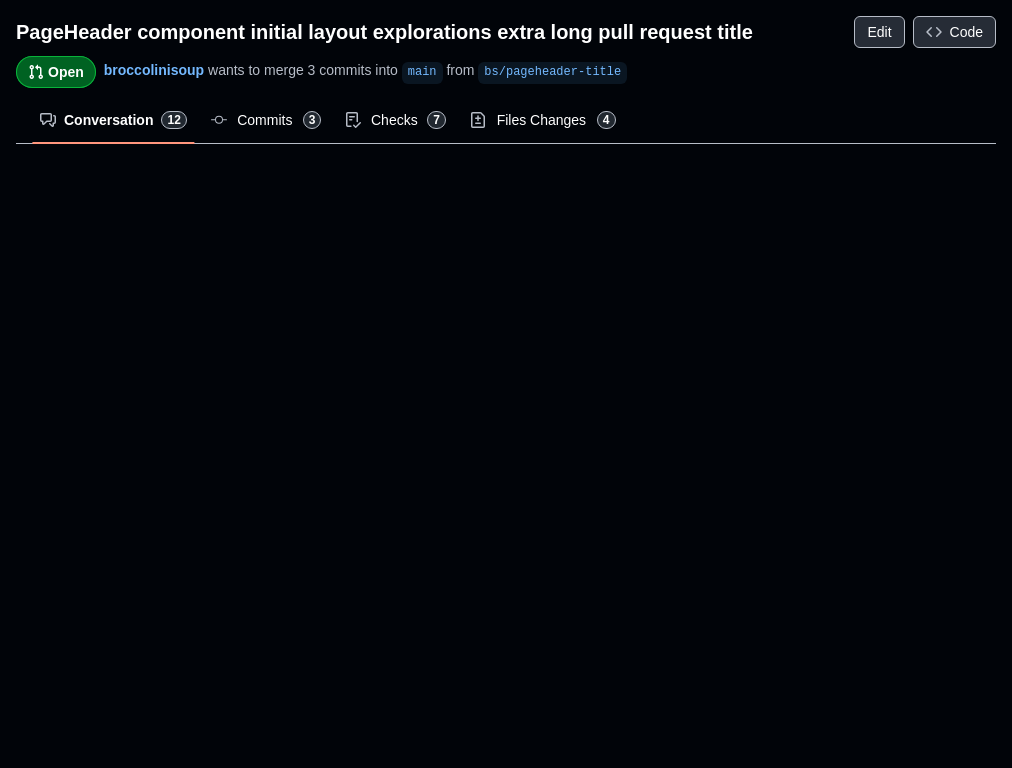 PageHeader component initial layout explorations extra long pull request title
Edit
Code
Open
broccolinisoup wants to merge 3 commits into main from bs/pageheader-title
Conversation 12
Commits 3
Checks 7
Files Changes 4